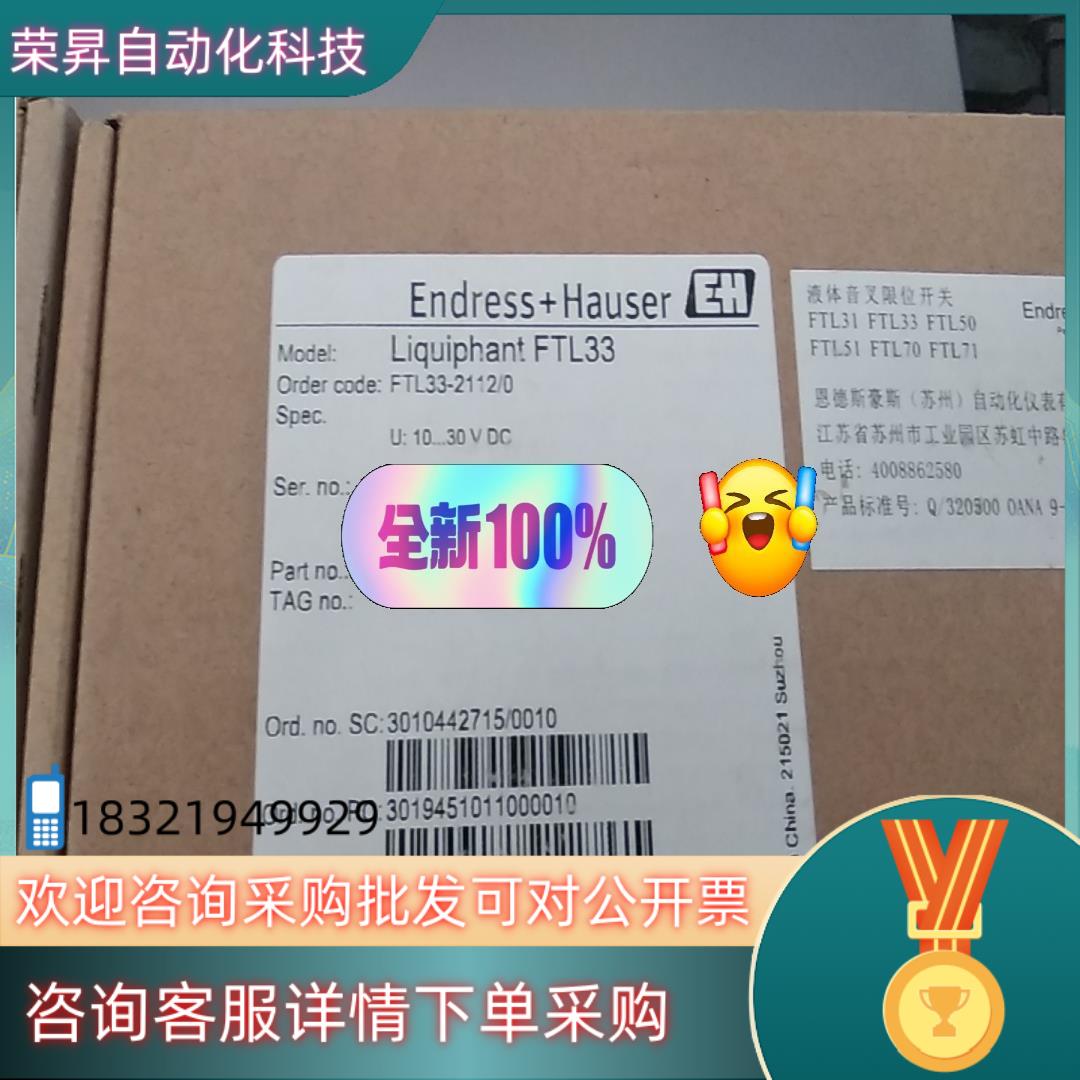 荣昇自动化科技
Endress+Hauser EH
Model: Liquiphant FTL33
Order code: FTL33-2112/0
Spec.
U: 10...30 V DC
Ser. no.:
全新100%
Part no.:
TAG no.:
Ord. no. SC: 3010442715/0010
3019451011000010
China. 215021 Suzhou
液体音叉限位开关
FTL31 FTL33 FTL50
FTL51 FTL70 FTL71
Endre
恩德斯豪斯（苏州）自动化仪表有
江苏省苏州市工业园区苏虹中路
电话: 4008862580
产品标准号: Q/320500 OANA 9-
18321949929
欢迎咨询采购批发可对公开票
咨询客服详情下单采购